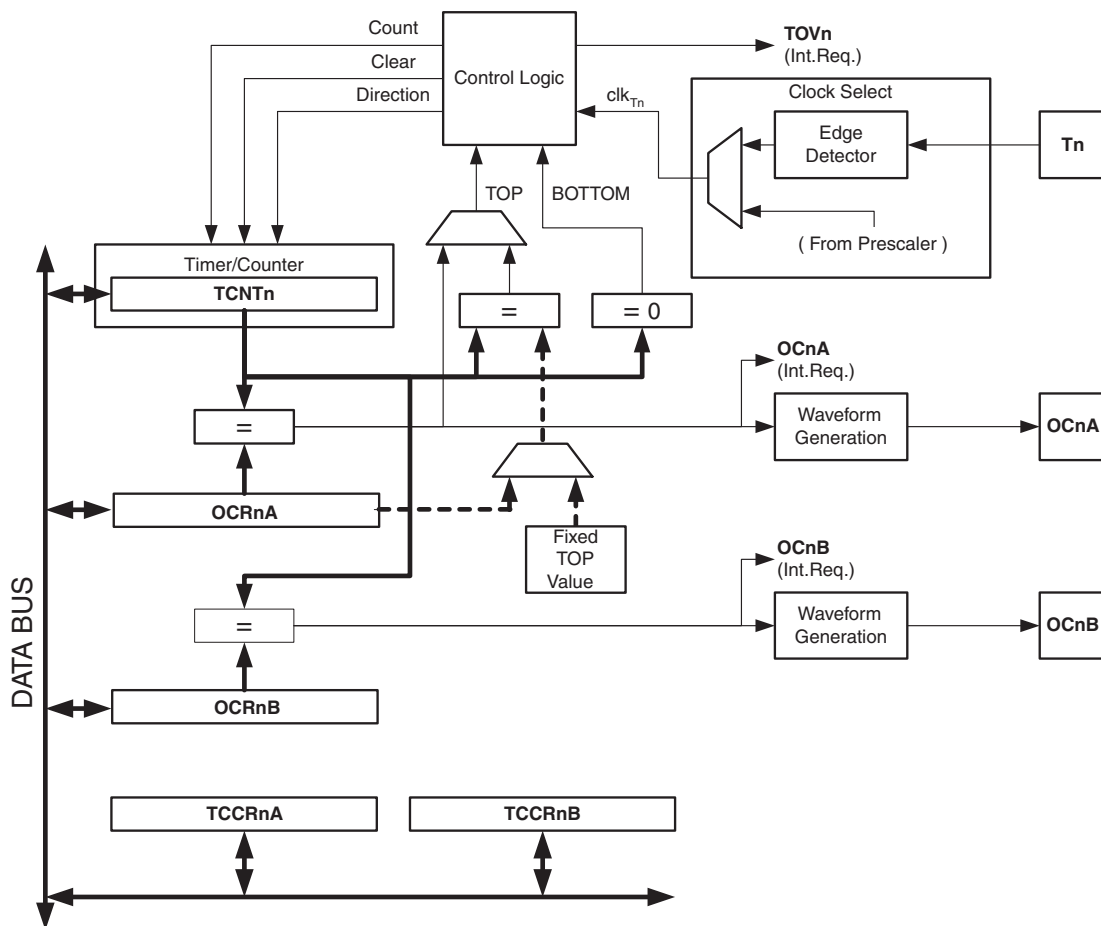 Count
Clear
Direction
Control Logic
TOVn
(Int.Req.)
clkTn
Clock Select
Edge
Detector
Tn
( From Prescaler )
TOP
BOTTOM
Timer/Counter
TCNTn
=
= 0
OCnA
(Int.Req.)
=
Waveform
Generation
OCnA
OCRnA
Fixed
TOP
Value
OCnB
(Int.Req.)
=
Waveform
Generation
OCnB
OCRnB
DATA BUS
TCCRnA
TCCRnB